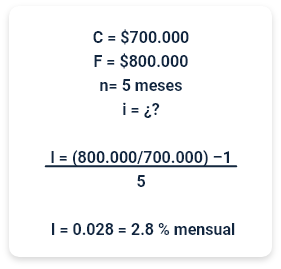 C = $700.000
F = $800.000
n= 5 meses
i = ¿?
I = (800.000/700.000) –1
5
I = 0.028 = 2.8 % mensual